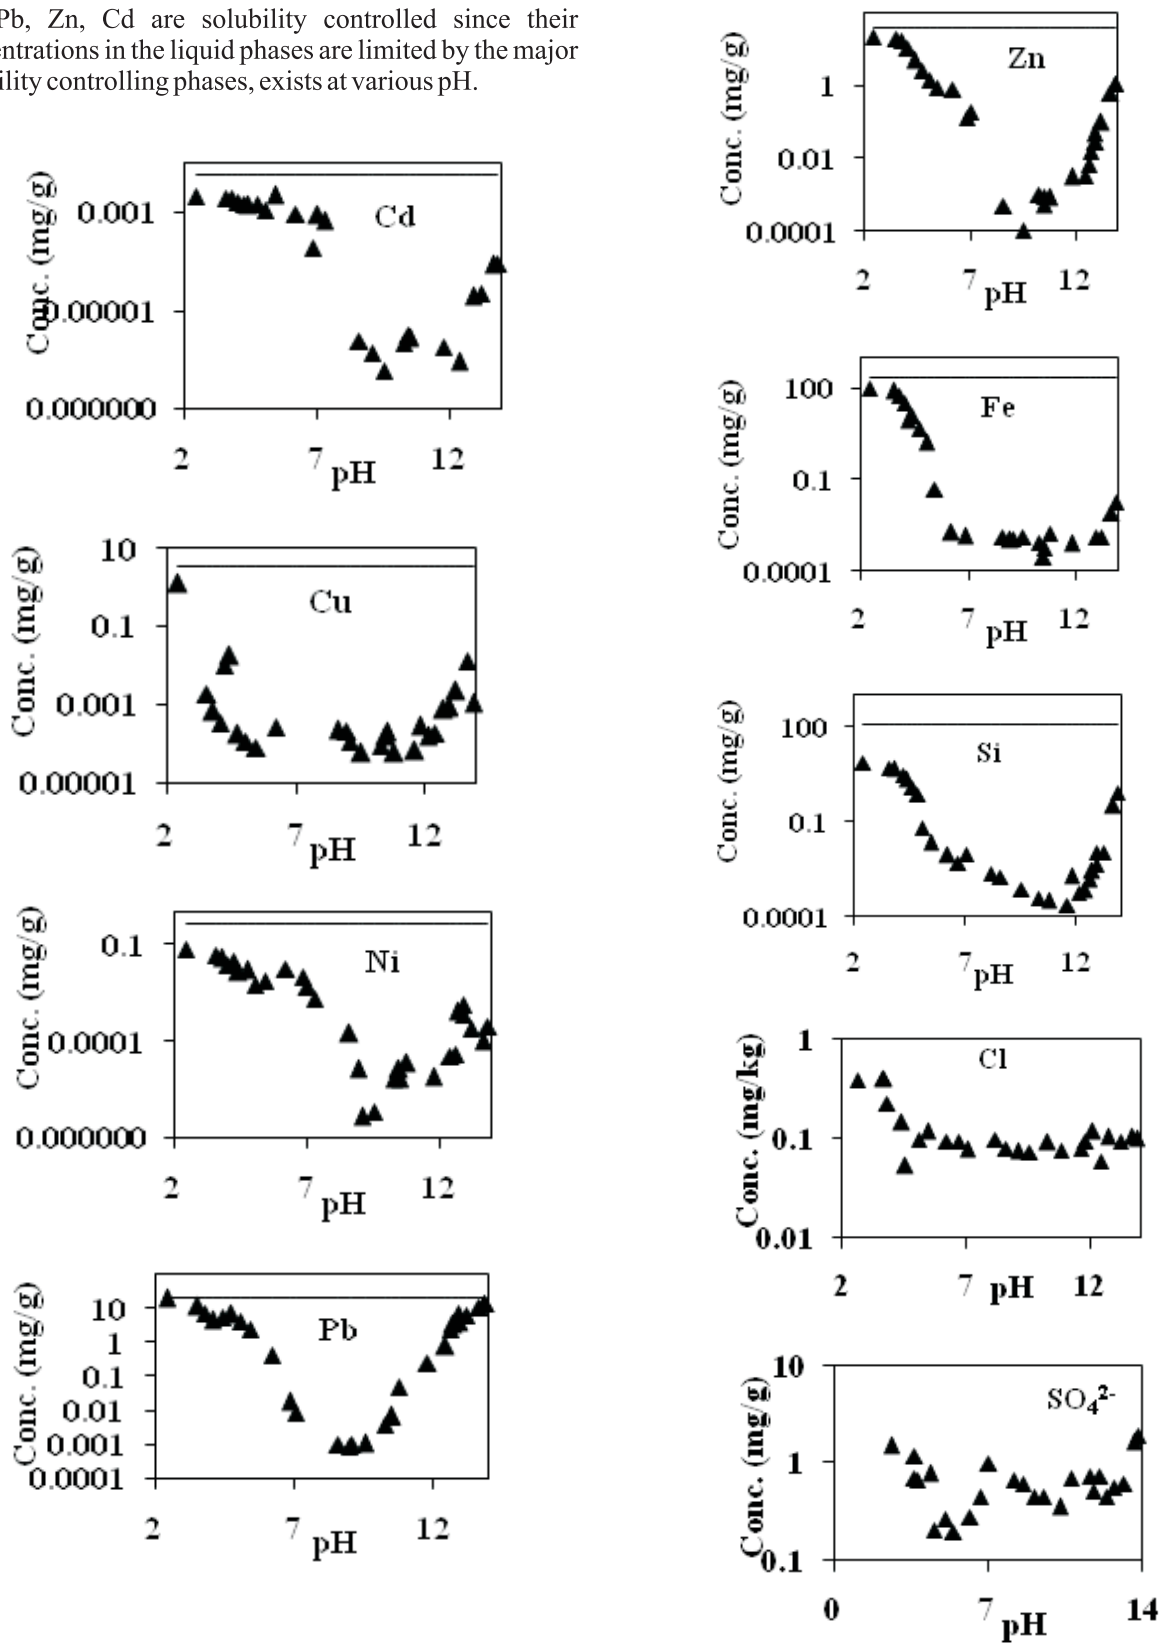 Pb, Zn, Cd are solubility controlled since their
entrations in the liquid phases are limited by the major
ility controlling phases, exists at various pH.
Conc. (mg/g)
0.001
0.00001
0.0000000
Cd
2
7
12
pH
Conc. (mg/g)
10
0.1
0.001
0.00001
Cu
2
7
12
pH
Conc. (mg/g)
0.1
0.0001
0.0000000
Ni
2
7
12
pH
Conc. (mg/g)
10
1
0.1
0.01
0.001
0.0001
Pb
2
7
12
pH
Conc. (mg/g)
1
0.01
0.0001
Zn
2
7
12
pH
Conc. (mg/g)
100
0.1
0.0001
Fe
2
7
12
pH
Conc. (mg/g)
100
0.1
0.0001
Si
2
7
12
pH
Conc. (mg/kg)
1
0.1
0.01
Cl
2
7
12
pH
Conc. (mg/g)
10
1
0.1
SO₄²⁻
0
7
14
pH